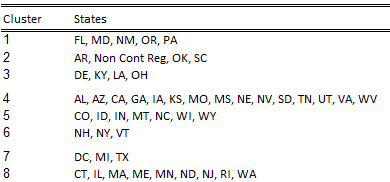 Cluster States
1 FL, MD, NM, OR, PA
2 AR, Non Cont Reg, OK, SC
3 DE, KY, LA, OH
4 AL, AZ, CA, GA, IA, KS, MO, MS, NE, NV, SD, TN, UT, VA, WV
5 CO, ID, IN, MT, NC, WI, WY
6 NH, NY, VT
7 DC, MI, TX
8 CT, IL, MA, ME, MN, ND, NJ, RI, WA